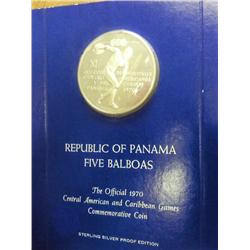 XI
REPUBLIC OF PANAMA
FIVE BALBOAS
The Official 1970
Central American and Caribbean Games
Commemorative Coin
STERLING SILVER PROOF EDITION